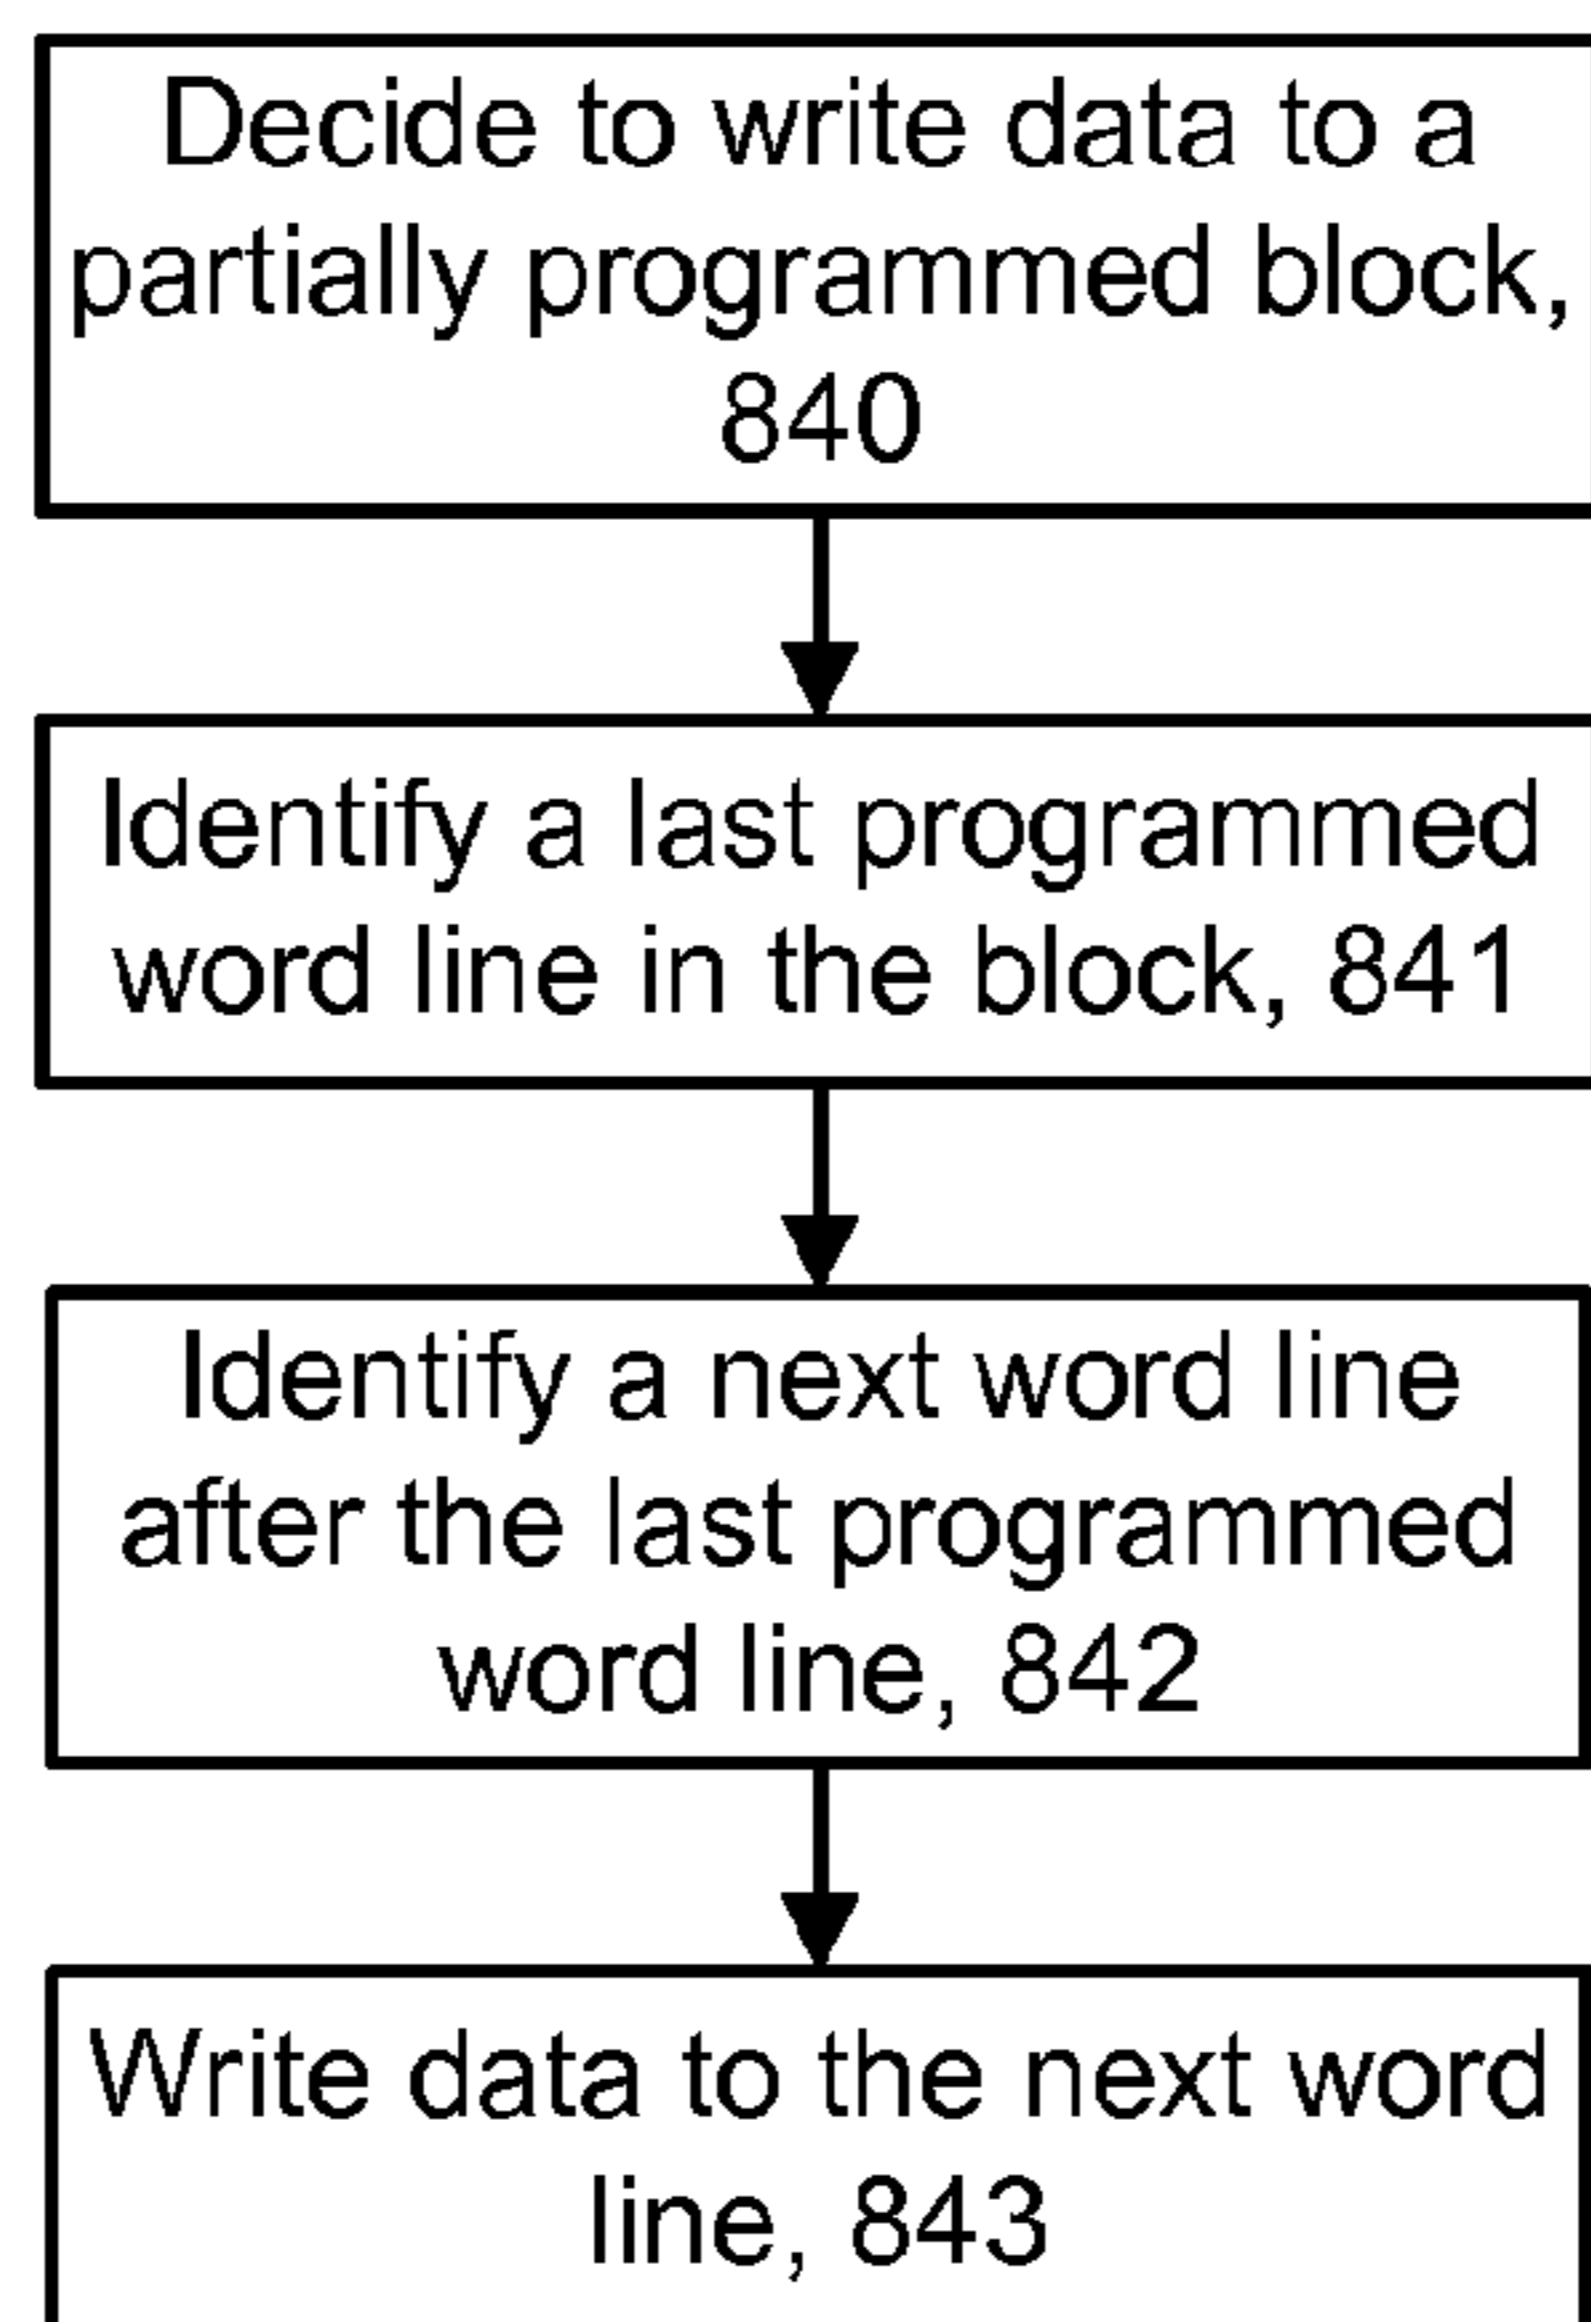 Decide to write data to a
partially programmed block,
840
Identify a last programmed
word line in the block, 841
Identify a next word line
after the last programmed
word line, 842
Write data to the next word
line, 843